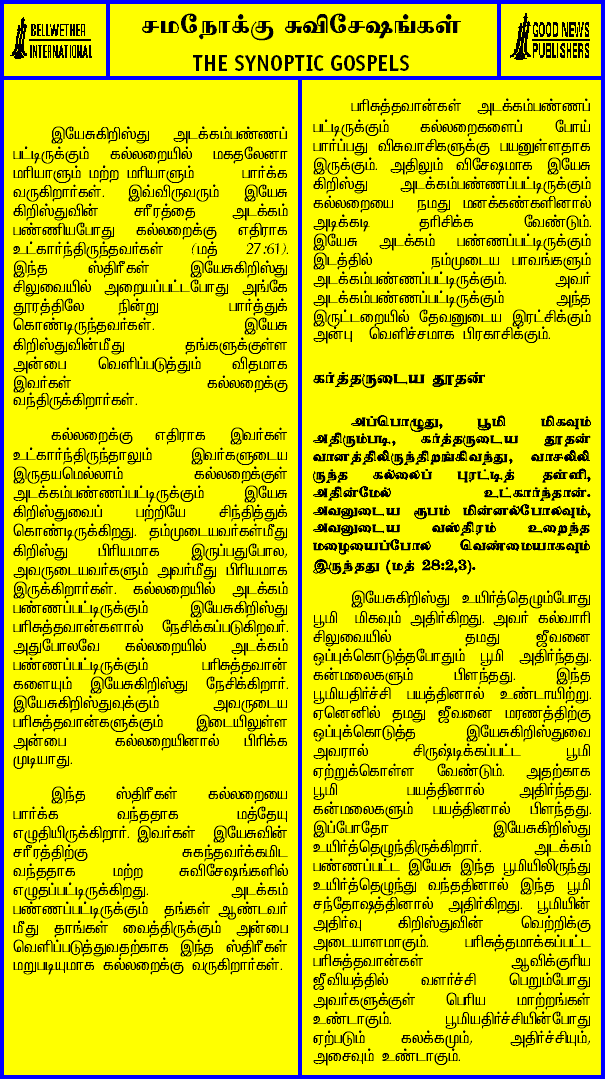 BELLWETHER
INTERNATIONAL
சமநோக்கு சுவிசேஷங்கள்
THE SYNOPTIC GOSPELS
GOOD NEWS
PUBLISHERS
இயேசுகிறிஸ்து அடக்கம்பண்ணப்
பட்டிருக்கும் கல்லறையில் மகதலேனா
மரியாளும் மற்ற மரியாளும் பார்க்க
வருகிறார்கள். இவ்விருவரும் இயேசு
கிறிஸ்துவின் சரீரத்தை அடக்கம்
பண்ணியபோது கல்லறைக்கு எதிராக
உட்கார்ந்திருந்தவர்கள் (மத் 27:61).
இந்த ஸ்திரீகள் இயேசுகிறிஸ்து
சிலுவையில் அறையப்பட்டபோது அங்கே
தூரத்திலே நின்று பார்த்துக்
கொண்டிருந்தவர்கள். இயேசு
கிறிஸ்துவின்மீது தங்களுக்குள்ள
அன்பை வெளிப்படுத்தும் விதமாக
இவர்கள் கல்லறைக்கு
வந்திருக்கிறார்கள்.
கல்லறைக்கு எதிராக இவர்கள்
உட்கார்ந்திருந்தாலும் இவர்களுடைய
இருதயமெல்லாம் கல்லறைக்குள்
அடக்கம்பண்ணப்பட்டிருக்கும் இயேசு
கிறிஸ்துவைப் பற்றியே சிந்தித்துக்
கொண்டிருக்கிறது. தம்முடையவர்கள்மீது
கிறிஸ்து பிரியமாக இருப்பதுபோல,
அவருடையவர்களும் அவர்மீது பிரியமாக
இருக்கிறார்கள். கல்லறையில் அடக்கம்
பண்ணப்பட்டிருக்கும் இயேசுகிறிஸ்து
பரிசுத்தவான்களால் நேசிக்கப்படுகிறவர்.
அதுபோலவே கல்லறையில் அடக்கம்
பண்ணப்பட்டிருக்கும் பரிசுத்தவான்
களையும் இயேசுகிறிஸ்து நேசிக்கிறார்.
இயேசுகிறிஸ்துவுக்கும் அவருடைய
பரிசுத்தவான்களுக்கும் இடையிலுள்ள
அன்பை கல்லறையினால் பிரிக்க
முடியாது.
இந்த ஸ்திரீகள் கல்லறையை
பார்க்க வந்ததாக மத்தேயு
எழுதியிருக்கிறார். இவர்கள் இயேசுவின்
சரீரத்திற்கு சுகந்தவர்க்கமிட
வந்ததாக மற்ற சுவிசேஷங்களில்
எழுதப்பட்டிருக்கிறது. அடக்கம்
பண்ணப்பட்டிருக்கும் தங்கள் ஆண்டவர்
மீது தாங்கள் வைத்திருக்கும் அன்பை
வெளிப்படுத்துவதற்காக இந்த ஸ்திரீகள்
மறுபடியுமாக கல்லறைக்கு வருகிறார்கள்.
பரிசுத்தவான்கள் அடக்கம்பண்ணப்
பட்டிருக்கும் கல்லறைகளைப் போய்
பார்ப்பது விசுவாசிகளுக்கு பயனுள்ளதாக
இருக்கும். அதிலும் விசேஷமாக இயேசு
கிறிஸ்து அடக்கம்பண்ணப்பட்டிருக்கும்
கல்லறையை நமது மனக்கண்களினால்
அடிக்கடி தரிசிக்க வேண்டும்.
இயேசு அடக்கம் பண்ணப்பட்டிருக்கும்
இடத்தில் நம்முடைய பாவங்களும்
அடக்கம்பண்ணப்பட்டிருக்கும். அவர்
அடக்கம்பண்ணப்பட்டிருக்கும் அந்த
இருட்டறையில் தேவனுடைய இரட்சிக்கும்
அன்பு வெளிச்சமாக பிரகாசிக்கும்.
கர்த்தருடைய தூதன்
அப்பொழுது, பூமி மிகவும்
அதிரும்படி, கர்த்தருடைய தூதன்
வானத்திலிருந்திறங்கிவந்து, வாசலிலி
ருந்த கல்லைப் புரட்டித் தள்ளி,
அதின்மேல் உட்கார்ந்தான்.
அவனுடைய ரூபம் மின்னல்போலவும்,
அவனுடைய வஸ்திரம் உறைந்த
மழையைப்போல வெண்மையாகவும்
இருந்தது (மத் 28:2,3).
இயேசுகிறிஸ்து உயிர்த்தெழும்போது
பூமி மிகவும் அதிர்கிறது. அவர் கல்வாரி
சிலுவையில் தமது ஜீவனை
ஒப்புக்கொடுத்தபோதும் பூமி அதிர்ந்தது.
கன்மலைகளும் பிளந்தது. இந்த
பூமியதிர்ச்சி பயத்தினால் உண்டாயிற்று.
ஏனெனில் தமது ஜீவனை மரணத்திற்கு
ஒப்புக்கொடுத்த இயேசுகிறிஸ்துவை
அவரால் சிருஷ்டிக்கப்பட்ட பூமி
ஏற்றுக்கொள்ள வேண்டும். அதற்காக
பூமி பயத்தினால் அதிர்ந்தது.
கன்மலைகளும் பயத்தினால் பிளந்தது.
இப்போதோ இயேசுகிறிஸ்து
உயிர்த்தெழுந்திருக்கிறார். அடக்கம்
பண்ணப்பட்ட இயேசு இந்த பூமியிலிருந்து
உயிர்த்தெழுந்து வந்ததினால் இந்த பூமி
சந்தோஷத்தினால் அதிர்கிறது. பூமியின்
அதிர்வு கிறிஸ்துவின் வெற்றிக்கு
அடையாளமாகும். பரிசுத்தமாக்கப்பட்ட
பரிசுத்தவான்கள் ஆவிக்குரிய
ஜீவியத்தில் வளர்ச்சி பெறும்போது
அவர்களுக்குள் பெரிய மாற்றங்கள்
உண்டாகும். பூமியதிர்ச்சியின்போது
ஏற்படும் கலக்கமும், அதிர்ச்சியும்,
அசைவும் உண்டாகும்.